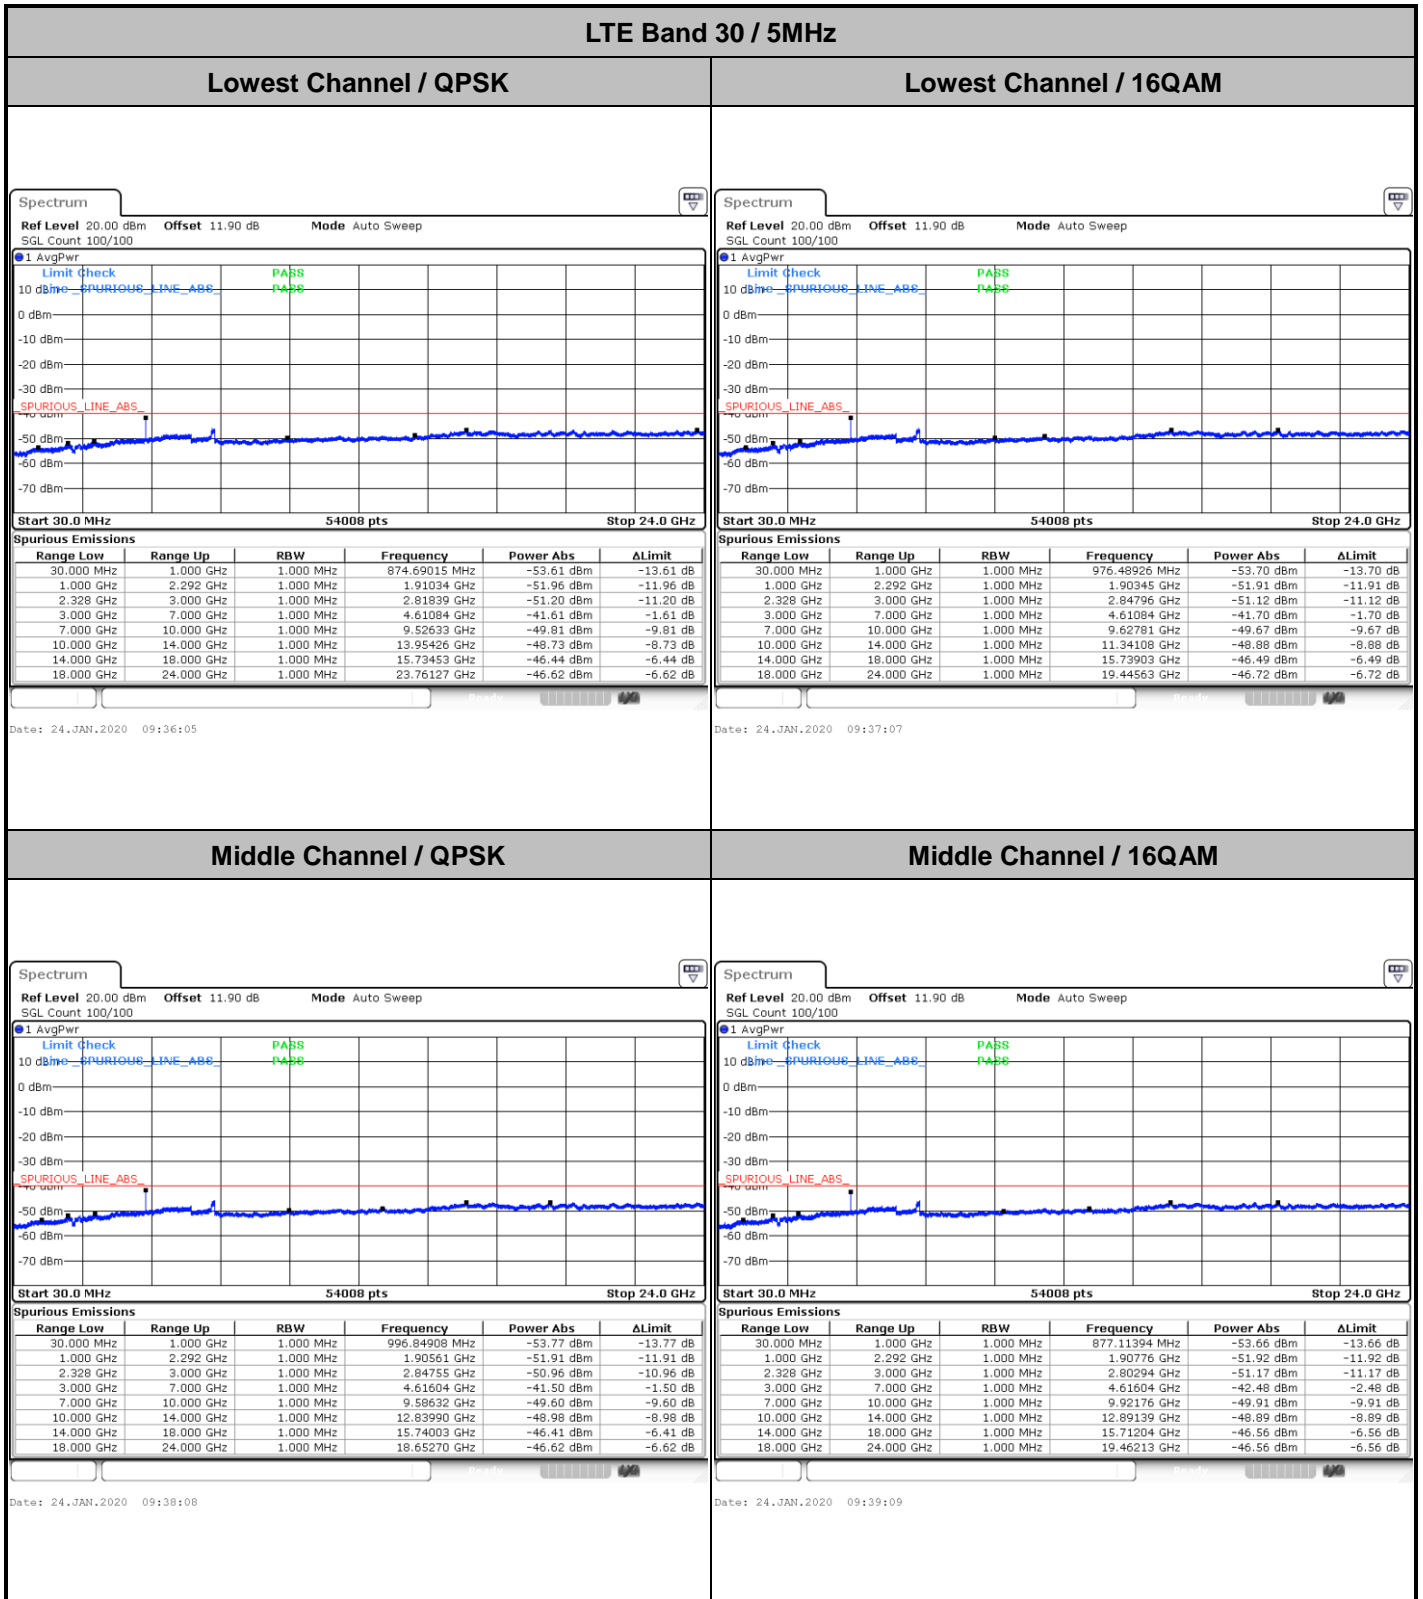 LTE Band 30 / 5MHz
Lowest Channel / QPSK
Lowest Channel / 16QAM
Spectrum
Ref Level 20.00 dBm Offset 11.90 dB Mode Auto Sweep
SGL Count 100/100
1 AvgPwr
Limit Check PASS
10 dBm Line _SPURIOUS_LINE_ABS_ PASS
0 dBm
-10 dBm
-20 dBm
-30 dBm
_SPURIOUS_LINE_ABS_
-40 dBm
-50 dBm
-60 dBm
-70 dBm
Start 30.0 MHz 54008 pts Stop 24.0 GHz
Spurious Emissions
Range Low Range Up RBW Frequency Power Abs ΔLimit
30.000 MHz 1.000 GHz 1.000 MHz 874.69015 MHz -53.61 dBm -13.61 dB
1.000 GHz 2.292 GHz 1.000 MHz 1.91034 GHz -51.96 dBm -11.96 dB
2.328 GHz 3.000 GHz 1.000 MHz 2.81839 GHz -51.20 dBm -11.20 dB
3.000 GHz 7.000 GHz 1.000 MHz 4.61084 GHz -41.61 dBm -1.61 dB
7.000 GHz 10.000 GHz 1.000 MHz 9.52633 GHz -49.81 dBm -9.81 dB
10.000 GHz 14.000 GHz 1.000 MHz 13.95426 GHz -48.73 dBm -8.73 dB
14.000 GHz 18.000 GHz 1.000 MHz 15.73453 GHz -46.44 dBm -6.44 dB
18.000 GHz 24.000 GHz 1.000 MHz 23.76127 GHz -46.62 dBm -6.62 dB
Ready
Date: 24.JAN.2020 09:36:05
Spectrum
Ref Level 20.00 dBm Offset 11.90 dB Mode Auto Sweep
SGL Count 100/100
1 AvgPwr
Limit Check PASS
10 dBm Line _SPURIOUS_LINE_ABS_ PASS
0 dBm
-10 dBm
-20 dBm
-30 dBm
_SPURIOUS_LINE_ABS_
-40 dBm
-50 dBm
-60 dBm
-70 dBm
Start 30.0 MHz 54008 pts Stop 24.0 GHz
Spurious Emissions
Range Low Range Up RBW Frequency Power Abs ΔLimit
30.000 MHz 1.000 GHz 1.000 MHz 976.48926 MHz -53.70 dBm -13.70 dB
1.000 GHz 2.292 GHz 1.000 MHz 1.90345 GHz -51.91 dBm -11.91 dB
2.328 GHz 3.000 GHz 1.000 MHz 2.84796 GHz -51.12 dBm -11.12 dB
3.000 GHz 7.000 GHz 1.000 MHz 4.61084 GHz -41.70 dBm -1.70 dB
7.000 GHz 10.000 GHz 1.000 MHz 9.62781 GHz -49.67 dBm -9.67 dB
10.000 GHz 14.000 GHz 1.000 MHz 11.34108 GHz -48.88 dBm -8.88 dB
14.000 GHz 18.000 GHz 1.000 MHz 15.73903 GHz -46.49 dBm -6.49 dB
18.000 GHz 24.000 GHz 1.000 MHz 19.44563 GHz -46.72 dBm -6.72 dB
Ready
Date: 24.JAN.2020 09:37:07
Middle Channel / QPSK
Middle Channel / 16QAM
Spectrum
Ref Level 20.00 dBm Offset 11.90 dB Mode Auto Sweep
SGL Count 100/100
1 AvgPwr
Limit Check PASS
10 dBm Line _SPURIOUS_LINE_ABS_ PASS
0 dBm
-10 dBm
-20 dBm
-30 dBm
_SPURIOUS_LINE_ABS_
-40 dBm
-50 dBm
-60 dBm
-70 dBm
Start 30.0 MHz 54008 pts Stop 24.0 GHz
Spurious Emissions
Range Low Range Up RBW Frequency Power Abs ΔLimit
30.000 MHz 1.000 GHz 1.000 MHz 996.84908 MHz -53.77 dBm -13.77 dB
1.000 GHz 2.292 GHz 1.000 MHz 1.90561 GHz -51.91 dBm -11.91 dB
2.328 GHz 3.000 GHz 1.000 MHz 2.84755 GHz -50.96 dBm -10.96 dB
3.000 GHz 7.000 GHz 1.000 MHz 4.61604 GHz -41.50 dBm -1.50 dB
7.000 GHz 10.000 GHz 1.000 MHz 9.58632 GHz -49.60 dBm -9.60 dB
10.000 GHz 14.000 GHz 1.000 MHz 12.83990 GHz -48.98 dBm -8.98 dB
14.000 GHz 18.000 GHz 1.000 MHz 15.74003 GHz -46.41 dBm -6.41 dB
18.000 GHz 24.000 GHz 1.000 MHz 18.65270 GHz -46.62 dBm -6.62 dB
Ready
Date: 24.JAN.2020 09:38:08
Spectrum
Ref Level 20.00 dBm Offset 11.90 dB Mode Auto Sweep
SGL Count 100/100
1 AvgPwr
Limit Check PASS
10 dBm Line _SPURIOUS_LINE_ABS_ PASS
0 dBm
-10 dBm
-20 dBm
-30 dBm
_SPURIOUS_LINE_ABS_
-40 dBm
-50 dBm
-60 dBm
-70 dBm
Start 30.0 MHz 54008 pts Stop 24.0 GHz
Spurious Emissions
Range Low Range Up RBW Frequency Power Abs ΔLimit
30.000 MHz 1.000 GHz 1.000 MHz 877.11394 MHz -53.66 dBm -13.66 dB
1.000 GHz 2.292 GHz 1.000 MHz 1.90776 GHz -51.92 dBm -11.92 dB
2.328 GHz 3.000 GHz 1.000 MHz 2.80294 GHz -51.17 dBm -11.17 dB
3.000 GHz 7.000 GHz 1.000 MHz 4.61604 GHz -42.48 dBm -2.48 dB
7.000 GHz 10.000 GHz 1.000 MHz 9.92176 GHz -49.91 dBm -9.91 dB
10.000 GHz 14.000 GHz 1.000 MHz 12.89139 GHz -48.89 dBm -8.89 dB
14.000 GHz 18.000 GHz 1.000 MHz 15.71204 GHz -46.56 dBm -6.56 dB
18.000 GHz 24.000 GHz 1.000 MHz 19.46213 GHz -46.56 dBm -6.56 dB
Ready
Date: 24.JAN.2020 09:39:09